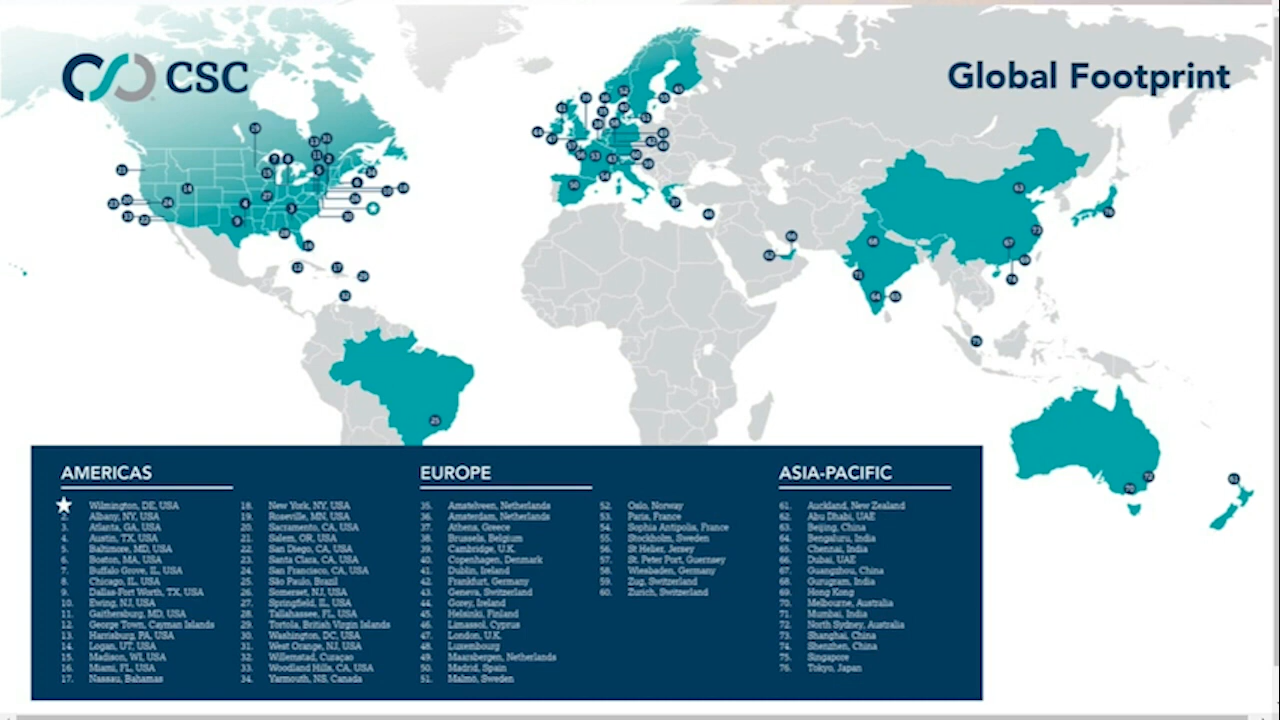 CSC
Global Footprint
AMERICAS
Wilmington, DE, USA
2. Albany, NY, USA
3. Atlanta, GA, USA
4. Austin, TX, USA
5. Baltimore, MD, USA
6. Boston, MA, USA
7. Buffalo Grove, IL, USA
8. Chicago, IL, USA
9. Dallas-Fort Worth, TX, USA
10. Ewing, NJ, USA
11. Gaithersburg, MD, USA
12. George Town, Cayman Islands
13. Harrisburg, PA, USA
14. Logan, UT, USA
15. Madison, WI, USA
16. Miami, FL, USA
17. Nassau, Bahamas
18. New York, NY, USA
19. Roseville, MN, USA
20. Sacramento, CA, USA
21. Salem, OR, USA
22. San Diego, CA, USA
23. Santa Clara, CA, USA
24. San Francisco, CA, USA
25. São Paulo, Brazil
26. Somerset, NJ, USA
27. Springfield, IL, USA
28. Tallahassee, FL, USA
29. Tortola, British Virgin Islands
30. Washington, DC, USA
31. West Orange, NJ, USA
32. Willemstad, Curaçao
33. Woodland Hills, CA, USA
34. Yarmouth, NS, Canada
EUROPE
35. Amstelveen, Netherlands
36. Amsterdam, Netherlands
37. Athens, Greece
38. Brussels, Belgium
39. Cambridge, U.K.
40. Copenhagen, Denmark
41. Dublin, Ireland
42. Frankfurt, Germany
43. Geneva, Switzerland
44. Gorey, Ireland
45. Helsinki, Finland
46. Limassol, Cyprus
47. London, U.K.
48. Luxembourg
49. Maarsbergen, Netherlands
50. Madrid, Spain
51. Malmö, Sweden
52. Oslo, Norway
53. Paris, France
54. Sophia Antipolis, France
55. Stockholm, Sweden
56. St Helier, Jersey
57. St. Peter Port, Guernsey
58. Wiesbaden, Germany
59. Zug, Switzerland
60. Zurich, Switzerland
ASIA-PACIFIC
61. Auckland, New Zealand
62. Abu Dhabi, UAE
63. Beijing, China
64. Bengaluru, India
65. Chennai, India
66. Dubai, UAE
67. Guangzhou, China
68. Gurugram, India
69. Hong Kong
70. Melbourne, Australia
71. Mumbai, India
72. North Sydney, Australia
73. Shanghai, China
74. Shenzhen, China
75. Singapore
76. Tokyo, Japan